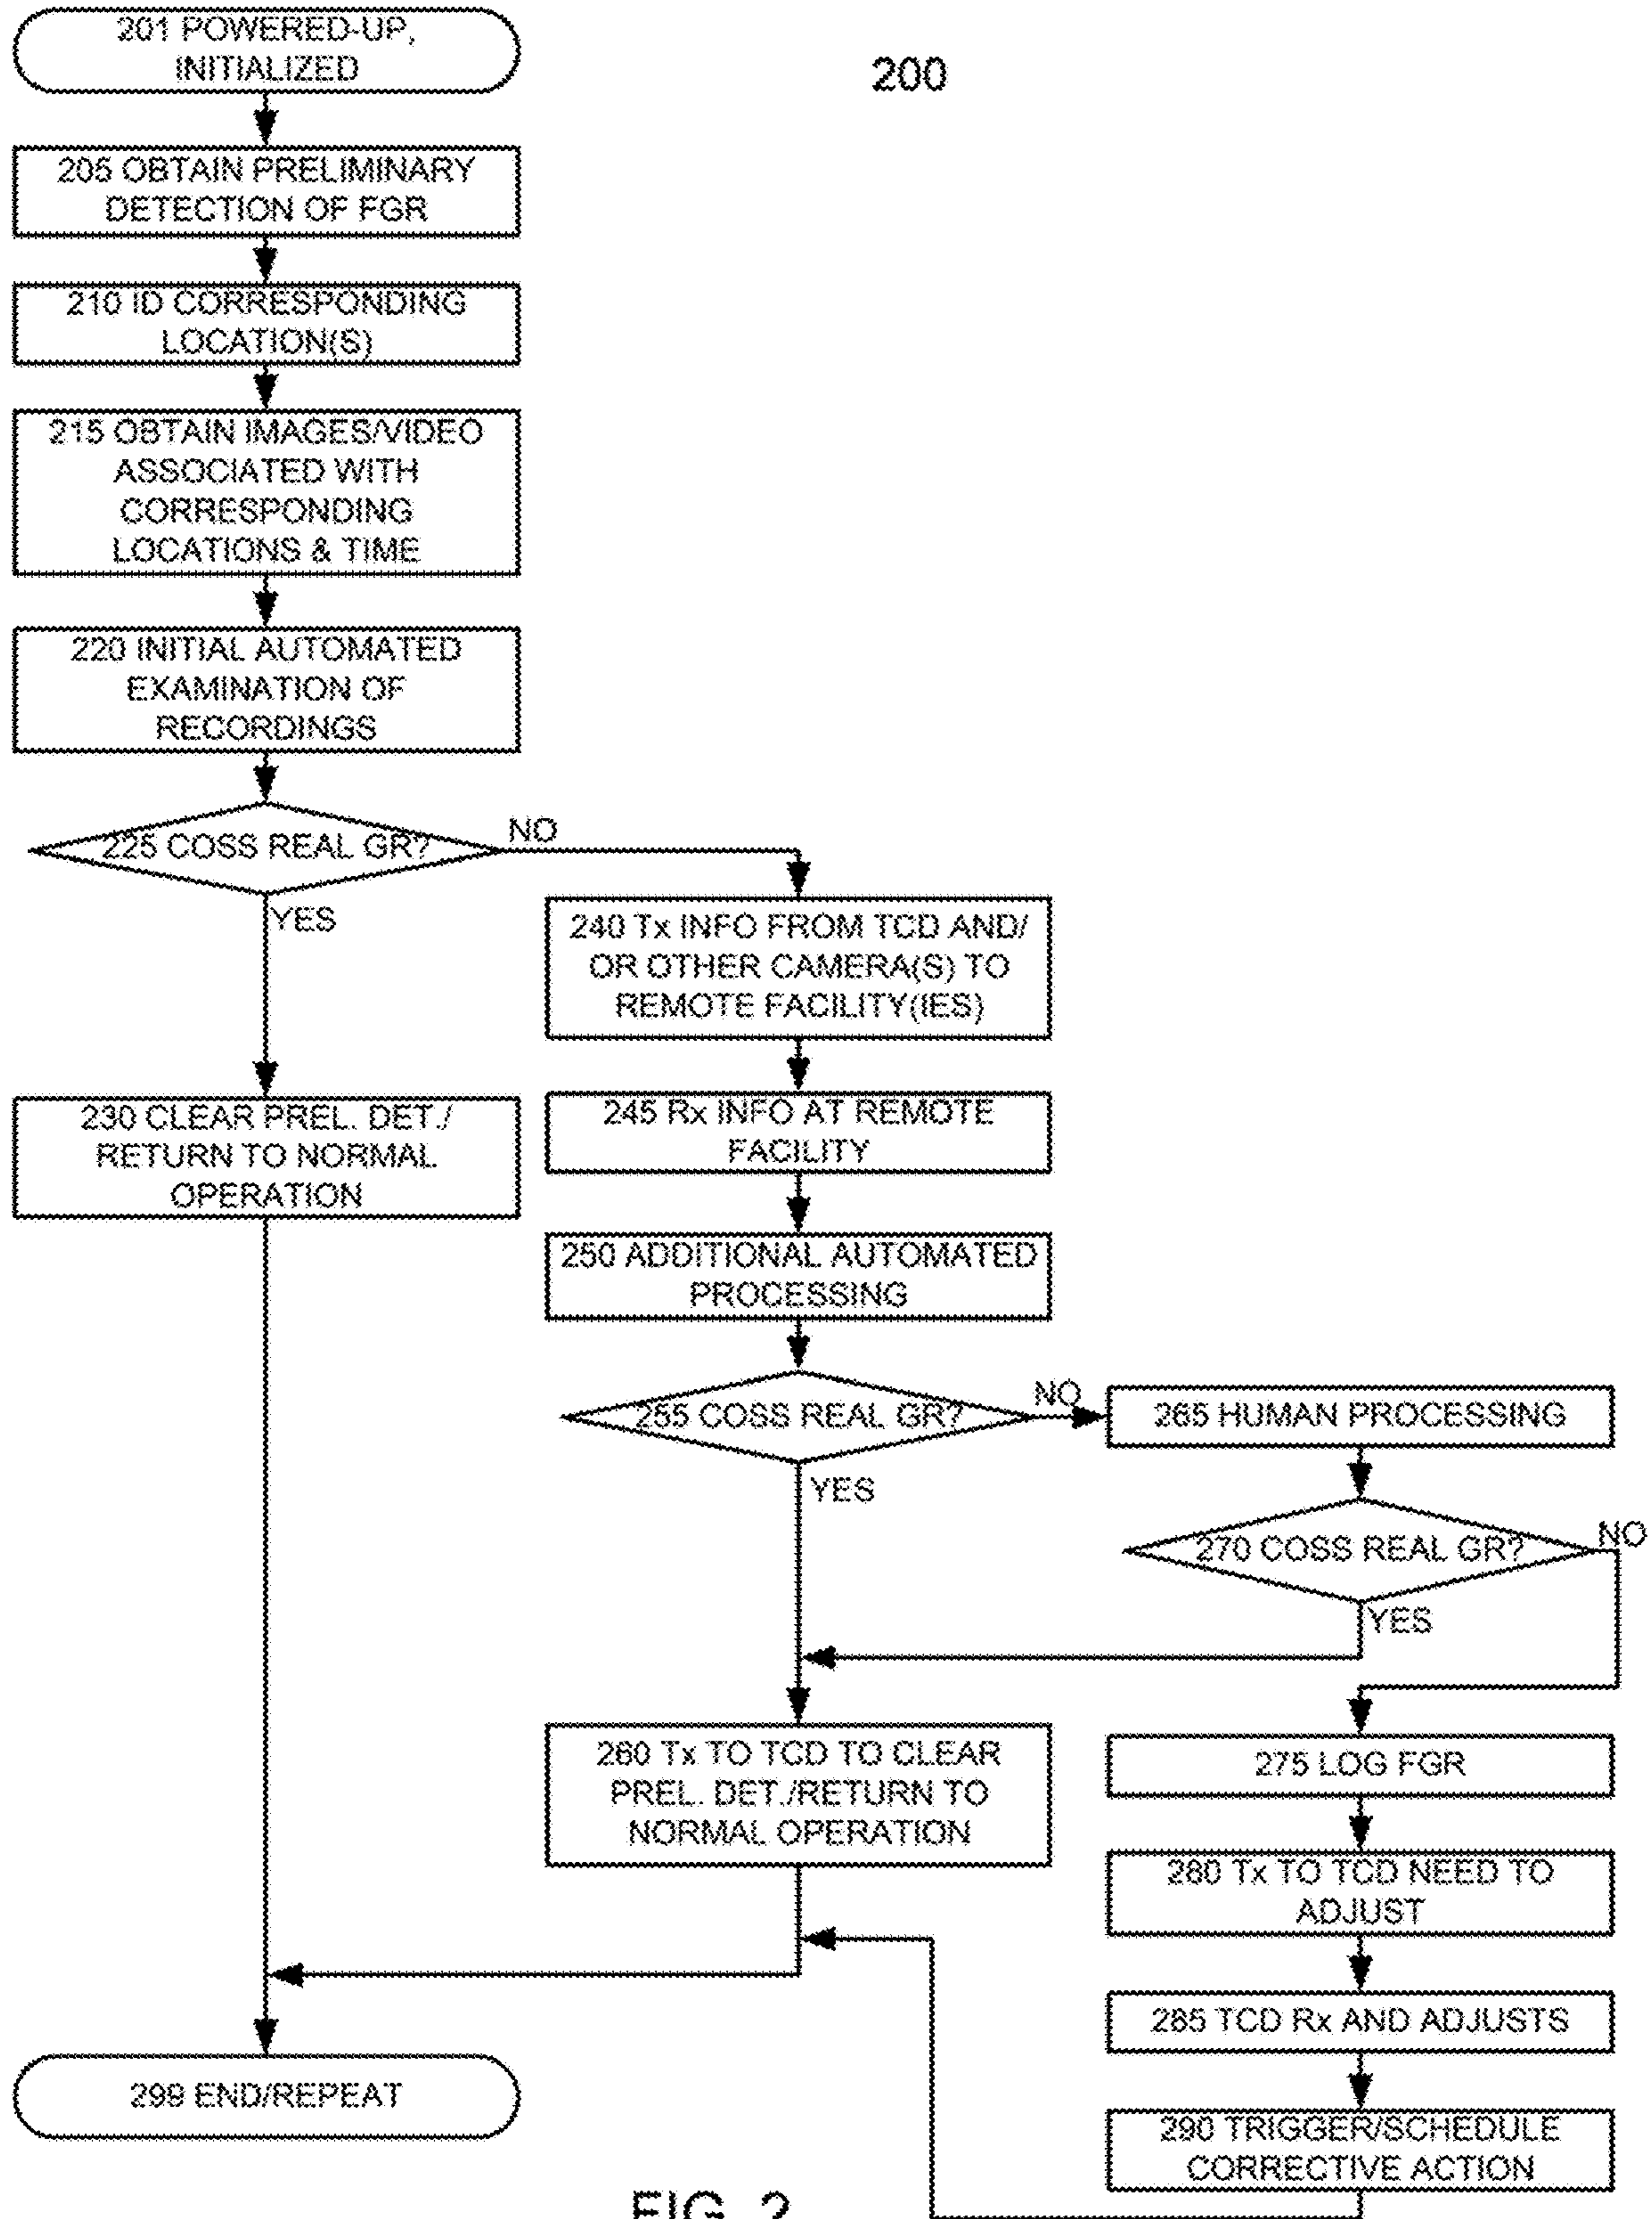 201 POWERED-UP,
INITIALIZED
200
205 OBTAIN PRELIMINARY
DETECTION OF FGR
210 ID CORRESPONDING
LOCATION(S)
215 OBTAIN IMAGES/VIDEO
ASSOCIATED WITH
CORRESPONDING
LOCATIONS & TIME
220 INITIAL AUTOMATED
EXAMINATION OF
RECORDINGS
225 COSS REAL GR?
NO
YES
240 Tx INFO FROM TCD AND/
OR OTHER CAMERA(S) TO
REMOTE FACILITY(IES)
230 CLEAR PREL. DET./
RETURN TO NORMAL
OPERATION
245 Rx INFO AT REMOTE
FACILITY
250 ADDITIONAL AUTOMATED
PROCESSING
255 COSS REAL GR?
NO
YES
265 HUMAN PROCESSING
270 COSS REAL GR?
NO
YES
260 Tx TO TCD TO CLEAR
PREL. DET./RETURN TO
NORMAL OPERATION
275 LOG FGR
280 Tx TO TCD NEED TO
ADJUST
285 TCD Rx AND ADJUSTS
290 TRIGGER/SCHEDULE
CORRECTIVE ACTION
299 END/REPEAT
FIG. 2